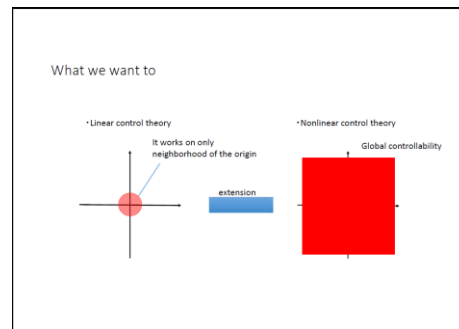 What we want to
・Linear control theory
It works on only
neighborhood of the origin
extension
・Nonlinear control theory
Global controllability